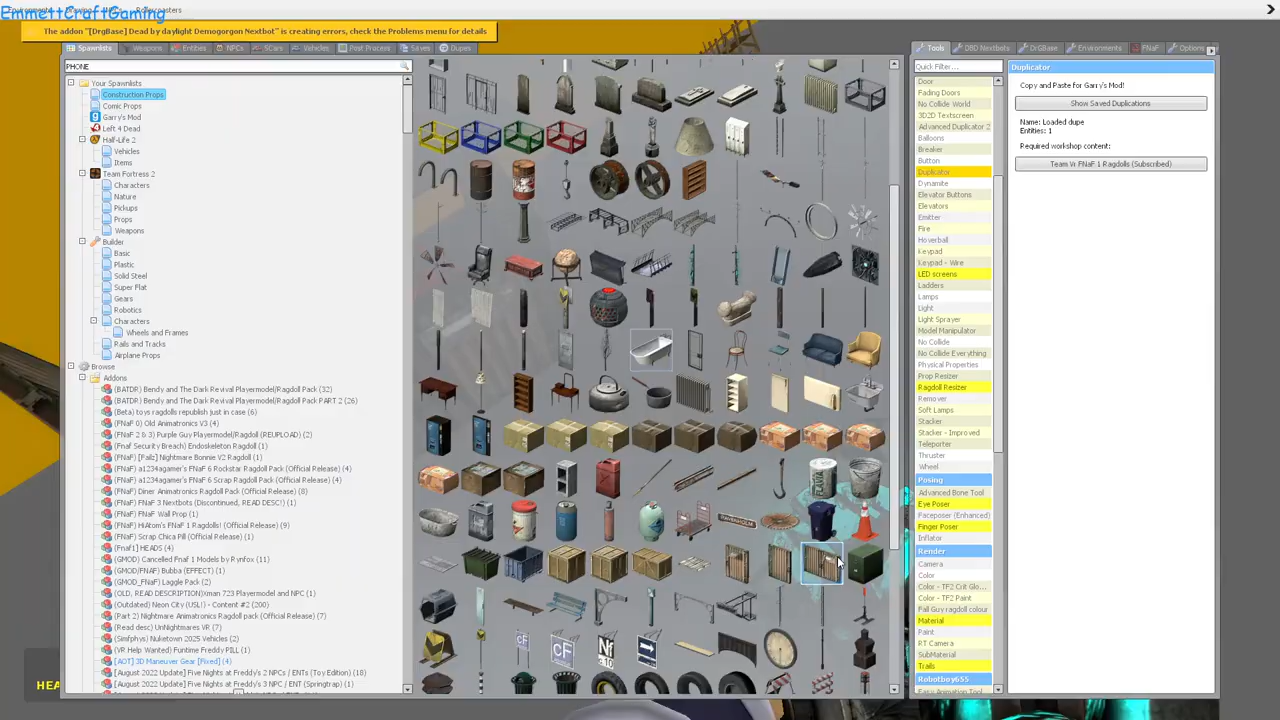 EmmettCraftGaming
The addon "[DrgBase] Dead by daylight Demogorgon Nextbot" is creating errors, check the Problems menu for details
Spawnlists Weapons Entities NPCs SCars Vehicles Post Process Saves Dupes
PHONE
Your Spawnlists
Construction Props
Comic Props
Garry's Mod
Left 4 Dead
Half-Life 2
Vehicles
Items
Team Fortress 2
Characters
Nature
Pickups
Props
Weapons
Builder
Basic
Plastic
Solid Steel
Super Flat
Gears
Robotics
Characters
Wheels and Frames
Rails and Tracks
Airplane Props
Browse
Addons
(BATDR) Bendy and The Dark Revival Playermodel/Ragdoll Pack (32)
(BATDR) Bendy and The Dark Revival Playermodel/Ragdoll Pack PART 2 (26)
(Beta) toys ragdolls republist just in case (6)
(FNAF 0) Old Animatronics V3 (4)
(FNAF 2 & 3) Purple Guy Playermodel/Ragdoll (REUPLOAD) (2)
(Fnaf Security Breach) Endoskeleton Ragdoll (1)
(FNaF) [Failz] Nightmare Bonnie V2 Ragdoll (1)
(FNAF) a1234agamer's FNaF 6 Rockstar Ragdoll Pack (Official Release) (4)
(FNAF) a1234agamer's FNaF 6 Scrap Ragdoll Pack (Official Release) (4)
(FNAF) Diner Animatronics Ragdoll Pack (Official Release) (8)
(FNAF) FNAF 3 Nextbots (Discontinued, READ DESC!) (1)
(FNAF) FNAF Wall Prop (1)
(FNAF) HAtom's FNaF 1 Ragdolls! (Official Release) (9)
(FNAF) Scrap Chica Pill (Official Release) (1)
(Fnaf1) HEADS (4)
(GMOD) Cancelled Fnaf 1 Models by Rynfox (11)
(GMOD/FNAF) Bubba (EFFECT) (1)
(GMOD_FNaF) Laggle Pack (2)
(OLD, READ DESCRIPTION)Xman 723 Playermodel and NPC (1)
(Outdated) Neon City (USL!) - Content #2 (200)
(Part 2) Nightmare Animatronics Ragdoll pack (Official Release) (7)
(Read desc) UnNightmares VR (7)
(Simfphys) Nuketown 2025 Vehicles (2)
(VR Help Wanted) Funtime Freddy PILL (1)
[AOT] 3D Maneuver Gear [Fixed] (4)
[August 2022 Update] Five Nights at Freddy's 2 NPCs / ENTs (Toy Edition) (18)
[August 2022 Update] Five Nights at Freddy's 3 NPC / ENT (Springtrap) (1)
HEA
RAVENHOLM
CF
CF
Tools DBD Nextbots DrGBase Environments FNaF Options
Quick Filter...
Door
Fading Doors
No Collide World
3D2D Textscreen
Advanced Duplicator 2
Balloons
Breaker
Button
Duplicator
Dynamite
Elevator Buttons
Elevators
Emitter
Fire
Hoverball
Keypad
Keypad - Wire
LED screens
Ladders
Lamps
Light
Light Sprayer
Model Manipulator
No Collide
No Collide Everything
Physical Properties
Prop Resizer
Ragdoll Resizer
Remover
Soft Lamps
Stacker
Stacker - Improved
Teleporter
Thruster
Wheel
Posing
Advanced Bone Tool
Eye Poser
Faceposer (Enhanced)
Finger Poser
Inflator
Render
Camera
Color
Color - TF2 Crit Glo...
Color - TF2 Paint
Fall Guy ragdoll colour
Material
Paint
RT Camera
SubMaterial
Trails
Robotboy655
Easy Animation Tool
Duplicator
Copy and Paste for Garry's Mod!
Show Saved Duplications
Name: Loaded dupe
Entities: 1
Required workshop content:
Team Vr FNaF 1 Ragdolls (Subscribed)